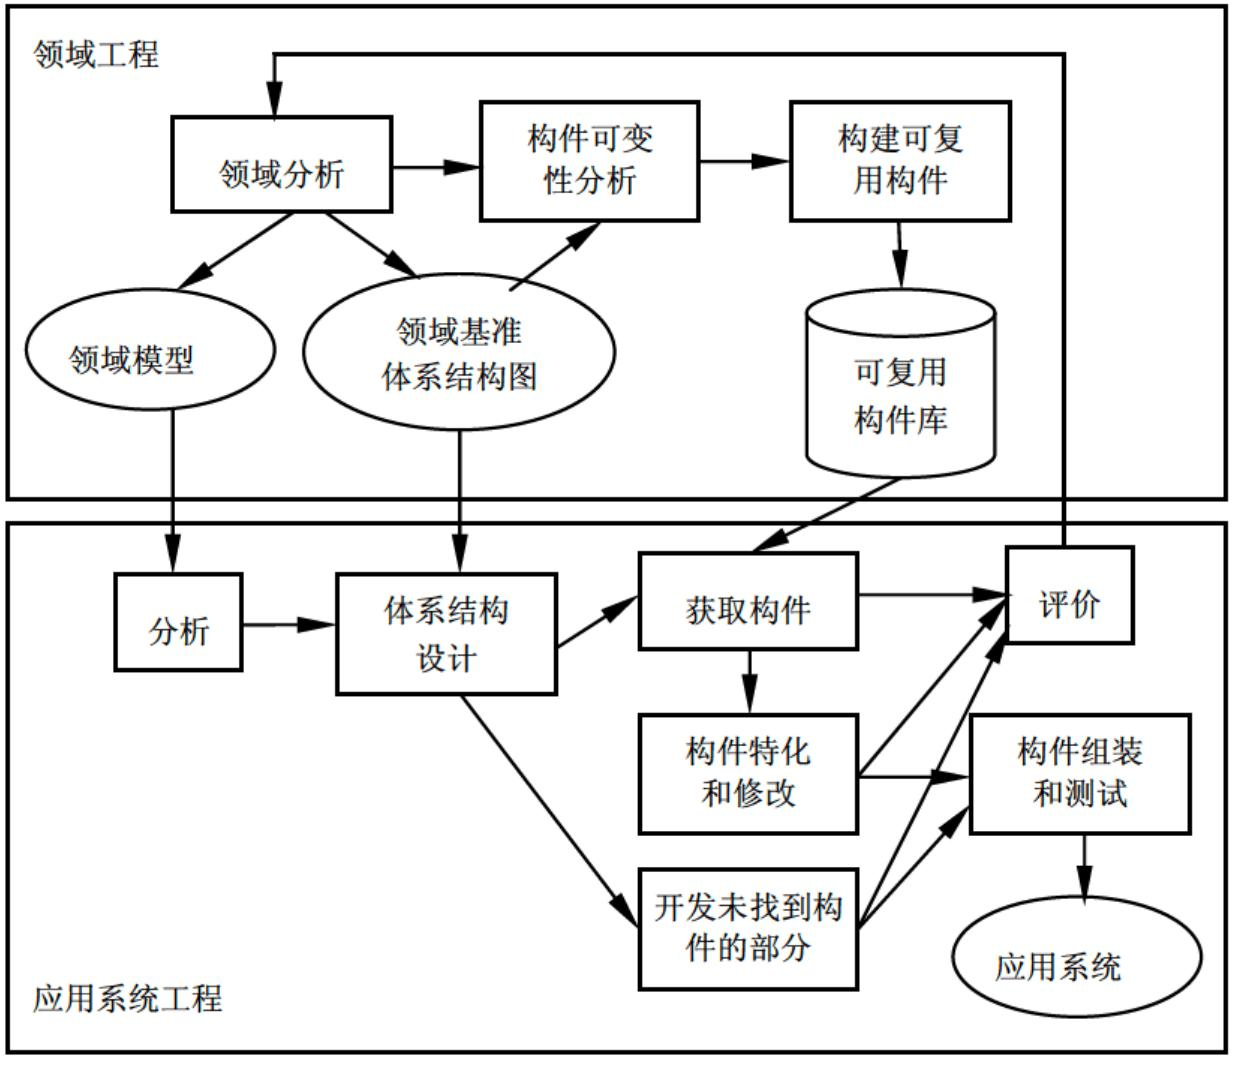 领域工程
领域分析
构件可变
性分析
构建可复
用构件
领域模型
领域基准
体系结构图
可复用
构件库
分析
体系结构
设计
获取构件
评价
构件特化
和修改
构件组装
和测试
开发未找到构
件的部分
应用系统
应用系统工程